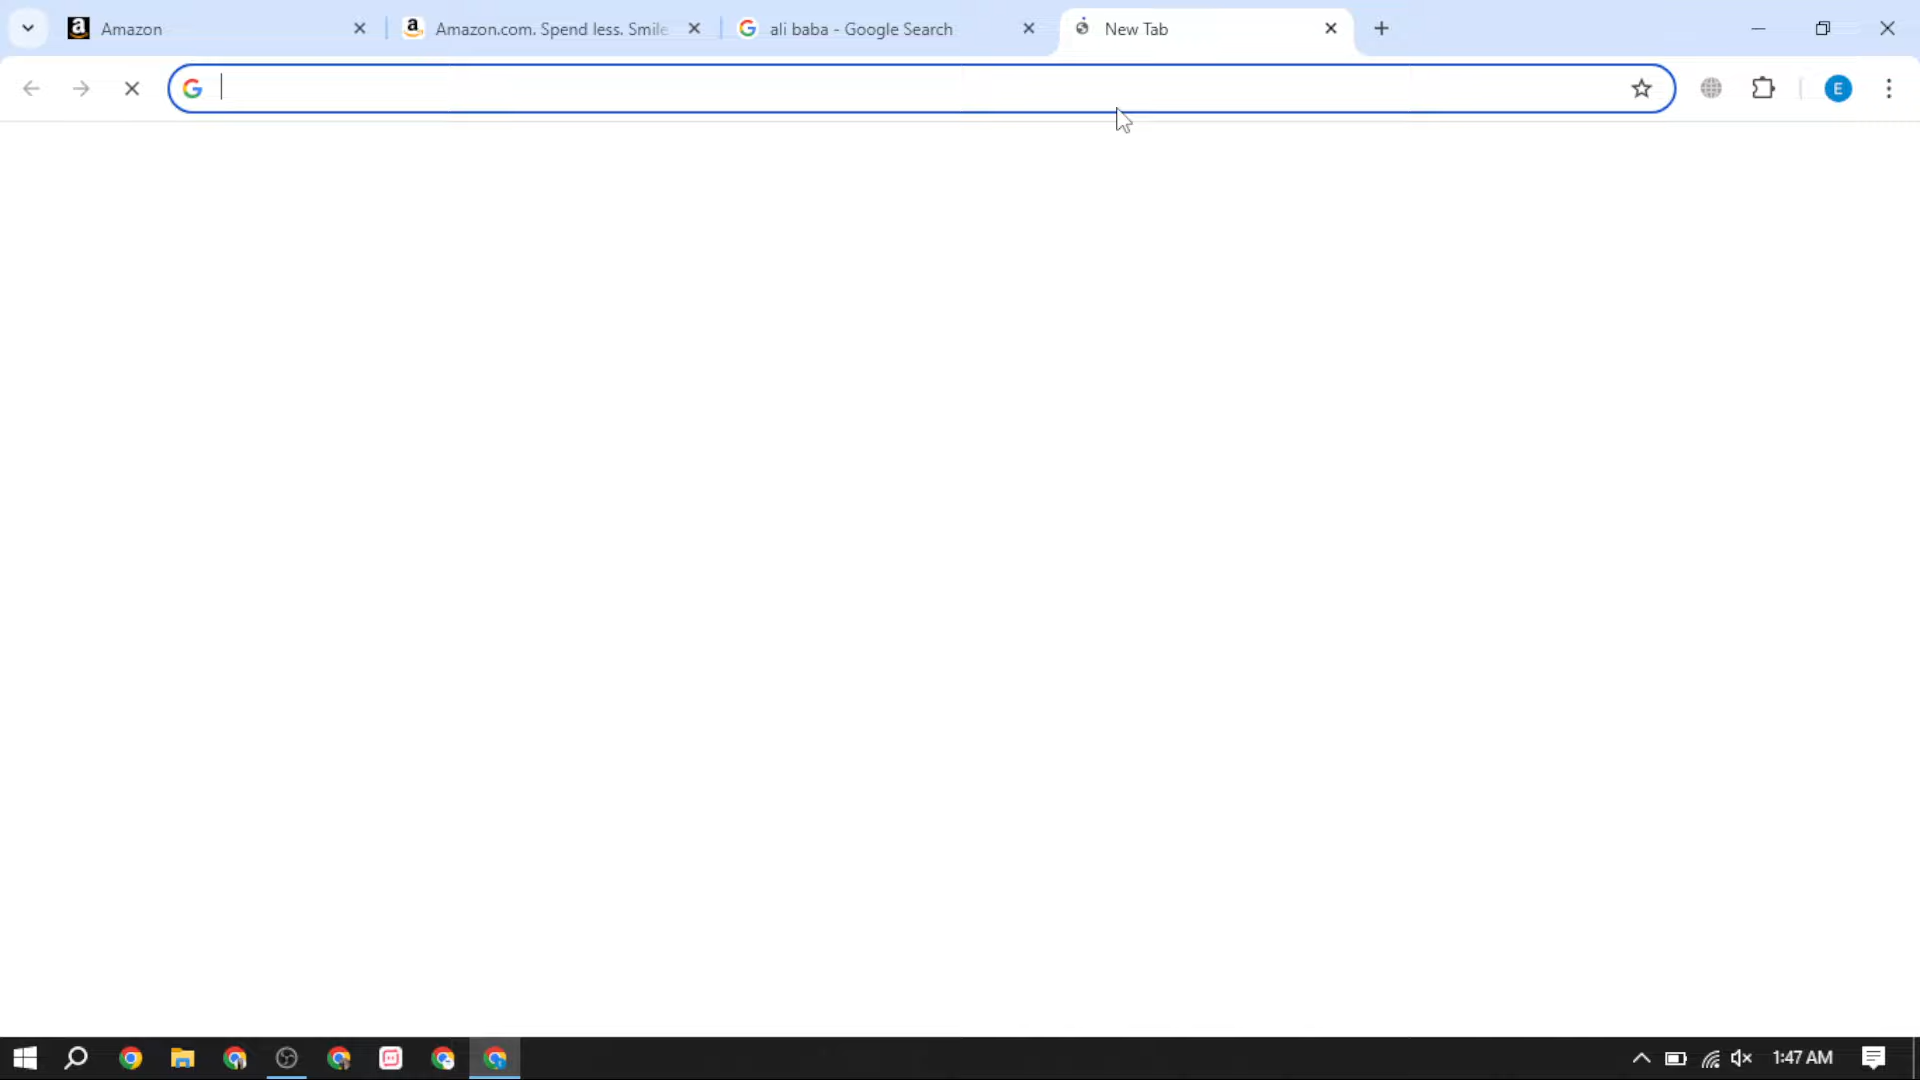 Amazon
Amazon.com. Spend less. Smile
ali baba - Google Search
New Tab
E
1:47 AM